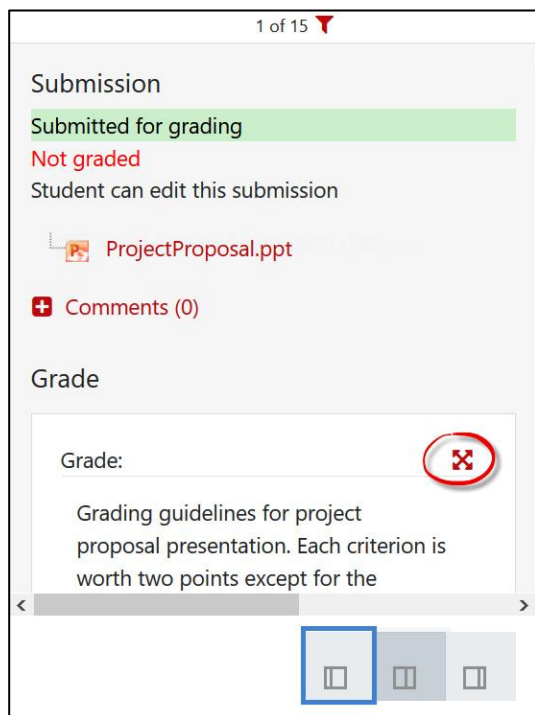 1 of 15
Submission
Submitted for grading
Not graded
Student can edit this submission
ProjectProposal.ppt
Comments (0)
Grade
Grade:
Grading guidelines for project
proposal presentation. Each criterion is
worth two points except for the